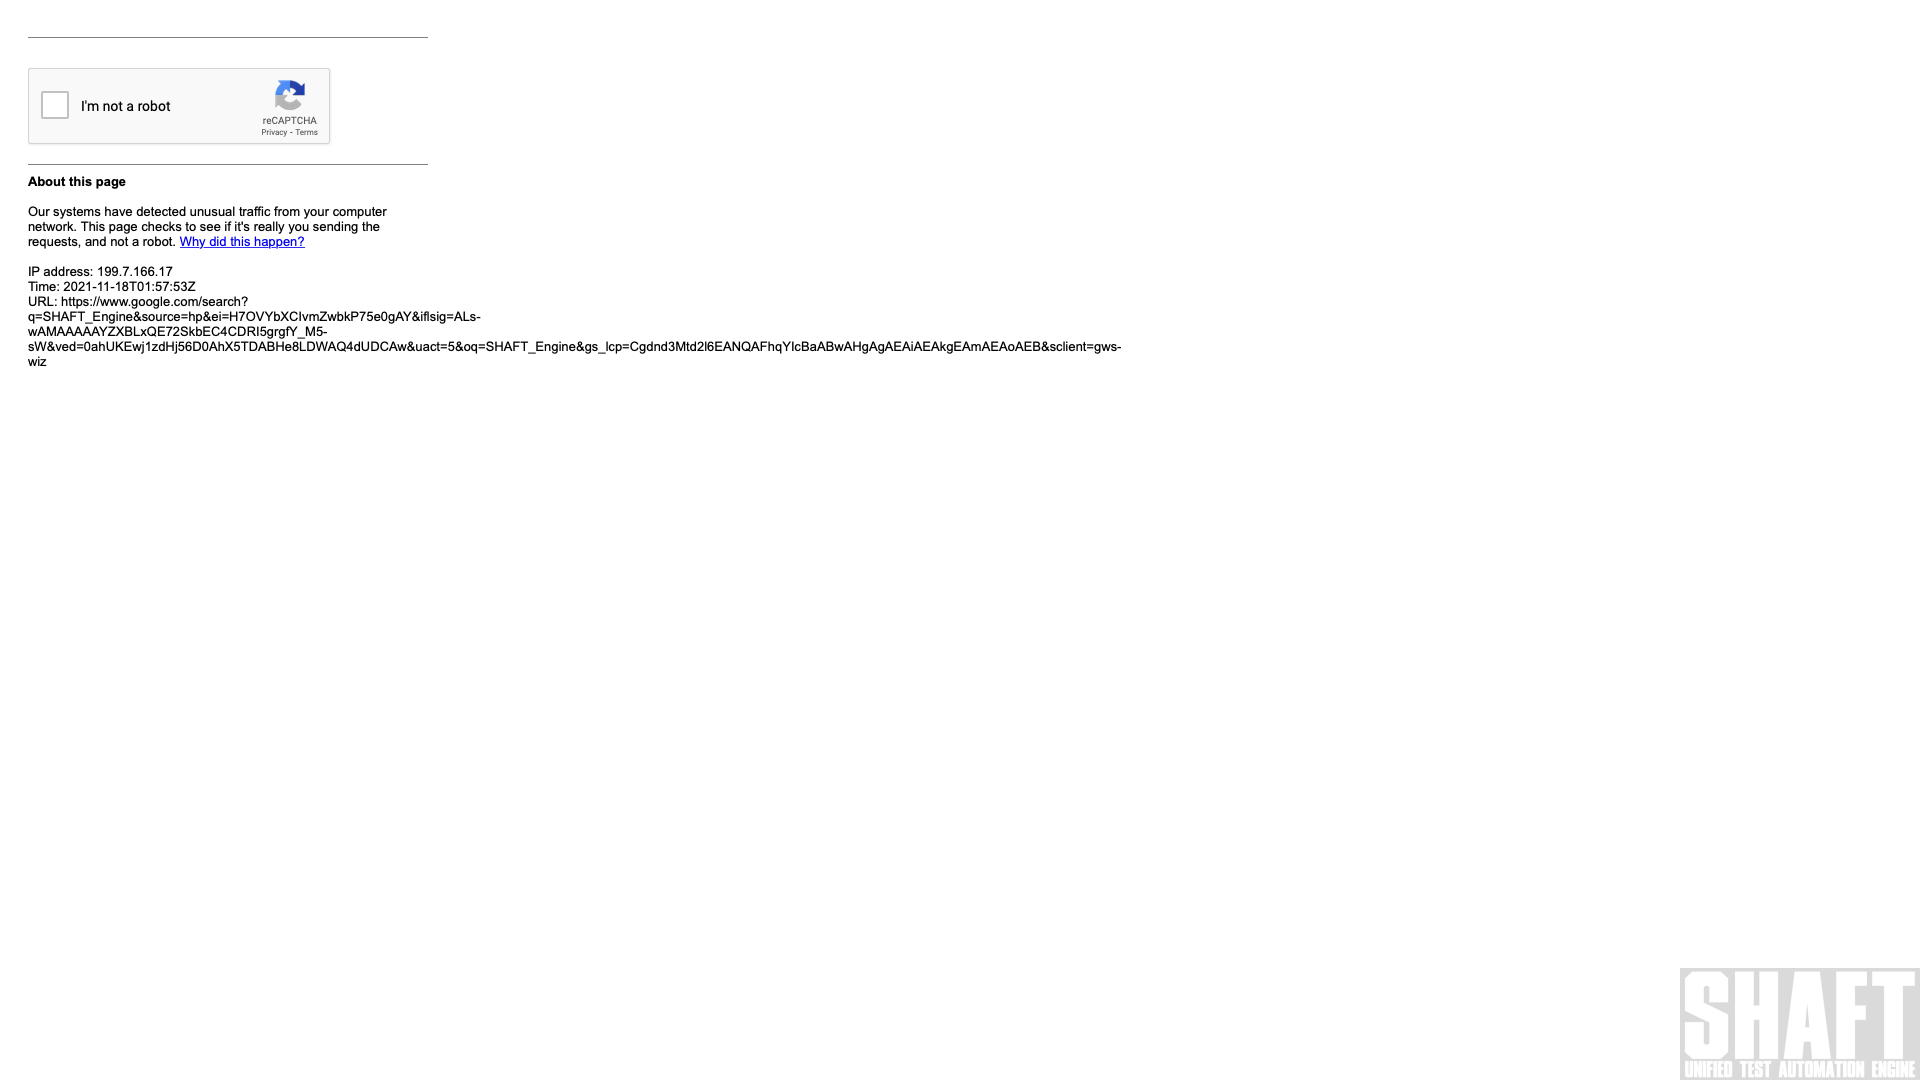 I'm not a robot
reCAPTCHA
Privacy - Terms
About this page
Our systems have detected unusual traffic from your computer
network. This page checks to see if it's really you sending the
requests, and not a robot. Why did this happen?
IP address: 199.7.166.17
Time: 2021-11-18T01:57:53Z
URL: https://www.google.com/search?
q=SHAFT_Engine&source=hp&ei=H7OVYbXCIvmZwbkP75e0gAY&iflsig=ALs-
wAMAAAAAYZXBLxQE72SkbEC4CDRI5grgfY_M5-
sW&ved=0ahUKEwj1zdHj56D0AhX5TDABHe8LDWAQ4dUDCAw&uact=5&oq=SHAFT_Engine&gs_lcp=Cgdnd3Mtd2l6EANQAFhqYIcBaABwAHgAgAEAiAEAkgEAmAEAoAEB&sclient=gws-
wiz
SHAFT
UNIFIED TEST AUTOMATION ENGINE